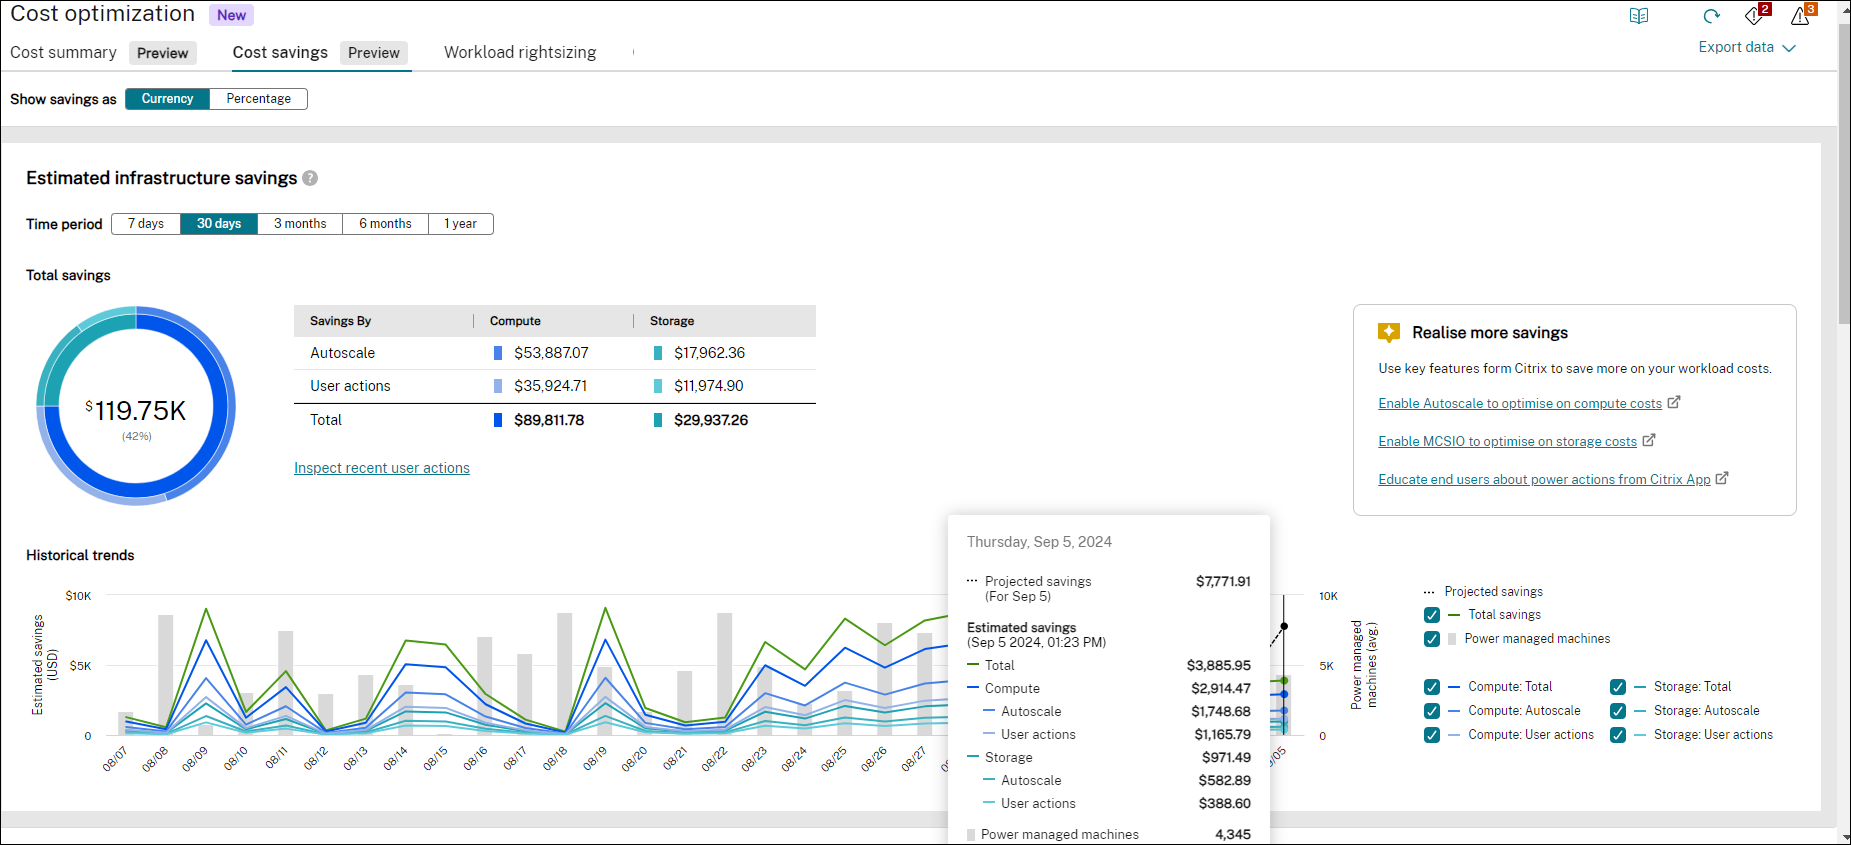 Cost optimization New
2
3
Cost summary Preview Cost savings Preview Workload rightsizing
Export data
Show savings as Currency Percentage
Estimated infrastructure savings ?
Time period 7 days 30 days 3 months 6 months 1 year
Total savings
$119.75K
(42%)
Savings By Compute Storage
Autoscale $53,887.07 $17,962.36
User actions $35,924.71 $11,974.90
Total $89,811.78 $29,937.26
Inspect recent user actions
Realise more savings
Use key features form Citrix to save more on your workload costs.
Enable Autoscale to optimise on compute costs
Enable MCSIO to optimise on storage costs
Educate end users about power actions from Citrix App
Historical trends
Estimated savings
(USD)
$10K
$5K
0
08/07 08/08 08/09 08/10 08/11 08/12 08/13 08/14 08/15 08/16 08/17 08/18 08/19 08/20 08/21 08/22 08/23 08/24 08/25 08/26 08/27
Thursday, Sep 5, 2024
Projected savings $7,771.91
(For Sep 5)
Estimated savings
(Sep 5 2024, 01:23 PM)
Total $3,885.95
Compute $2,914.47
Autoscale $1,748.68
User actions $1,165.79
Storage $971.49
Autoscale $582.89
User actions $388.60
Power managed machines 4,345
10K
5K
0
/05
Power managed
machines (avg.)
Projected savings
Total savings
Power managed machines
Compute: Total Storage: Total
Compute: Autoscale Storage: Autoscale
Compute: User actions Storage: User actions